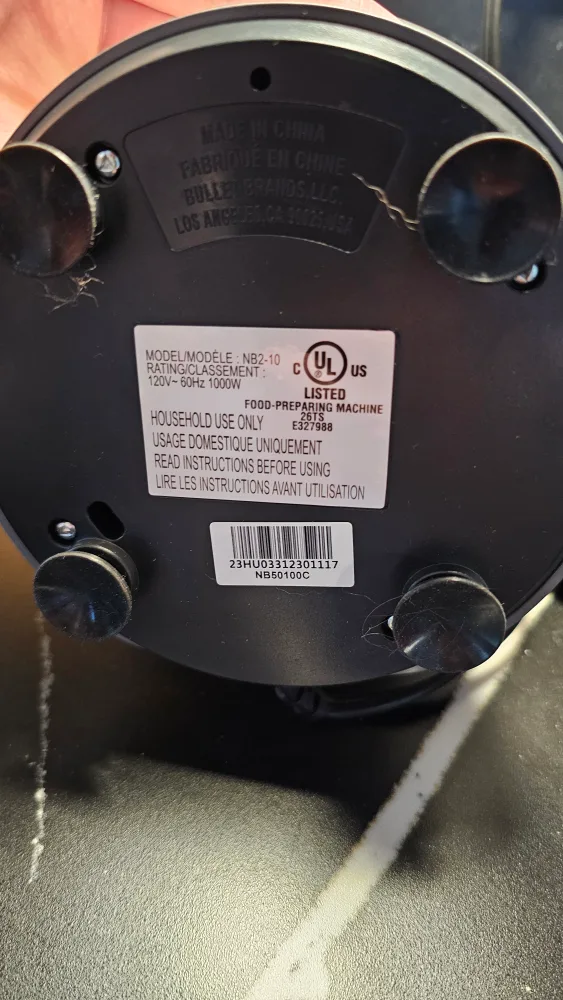 MADE IN CHINA
FABRIQUÉ EN CHINE
BULLET BRANDS, LLC.
LOS ANGELES, CA 90025, USA
MODEL/MODÈLE : NB2-10
RATING/CLASSEMENT :
120V~ 60Hz 1000W
C UL US
LISTED
FOOD-PREPARING MACHINE
26TS
E327988
HOUSEHOLD USE ONLY
USAGE DOMESTIQUE UNIQUEMENT
READ INSTRUCTIONS BEFORE USING
LIRE LES INSTRUCTIONS AVANT UTILISATION
23HU03312301117
NB50100C